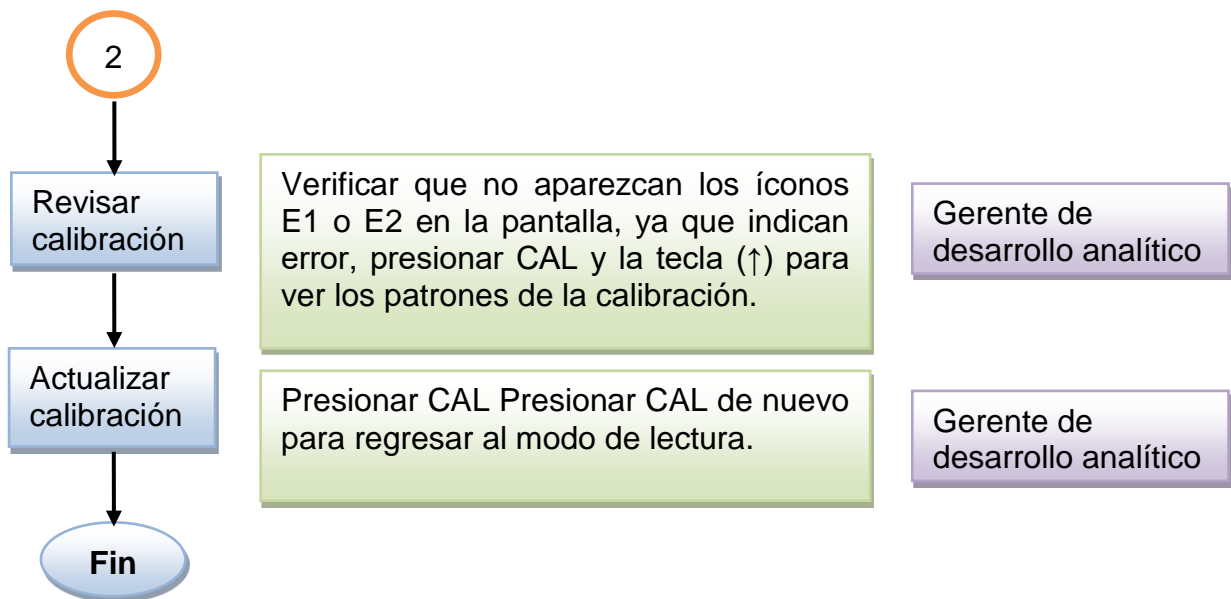 2
Revisar
calibración
Verificar que no aparezcan los íconos
E1 o E2 en la pantalla, ya que indican
error, presionar CAL y la tecla (↑) para
ver los patrones de la calibración.
Gerente de
desarrollo analítico
Actualizar
calibración
Presionar CAL Presionar CAL de nuevo
para regresar al modo de lectura.
Gerente de
desarrollo analítico
Fin